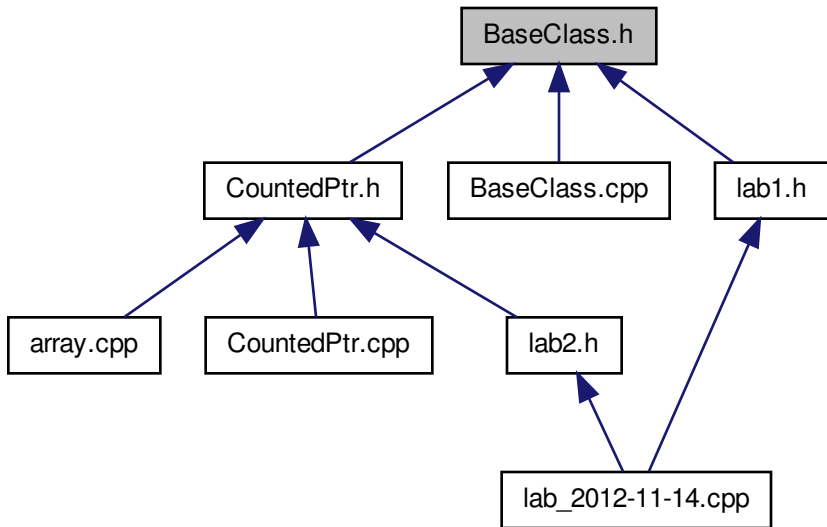 BaseClass.h
CountedPtr.h
BaseClass.cpp
lab1.h
array.cpp
CountedPtr.cpp
lab2.h
lab_2012-11-14.cpp